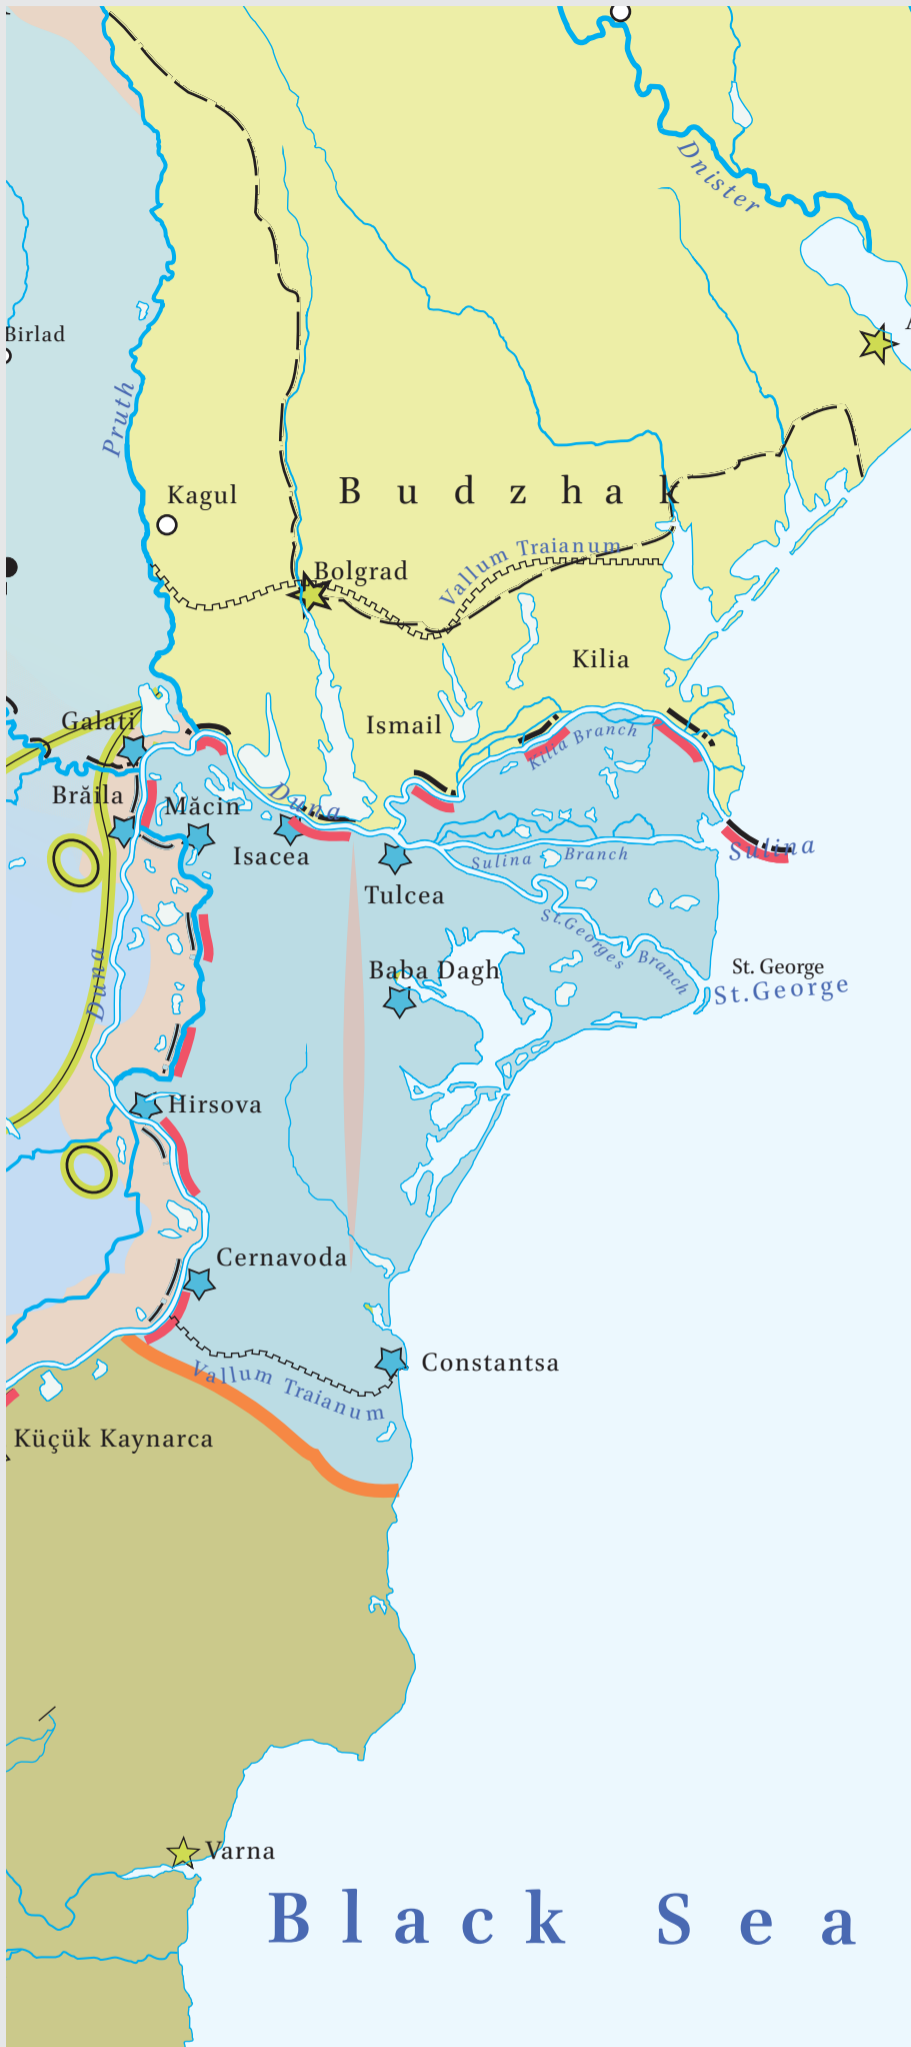 Dnister
Birlad
Pruth
Kagul
Budzhak
Vallum Traianum
Bolgrad
Kilia
Galati
Ismail
Kilia Branch
Brăila
Măcin
Duna
Isacea
Sulina Branch
Sulina
Tulcea
St.Georges Branch
Duna
Baba Dagh
St. George
St.George
Hirsova
Cernavoda
Constantsa
Vallum Traianum
Küçük Kaynarca
Varna
Black Sea